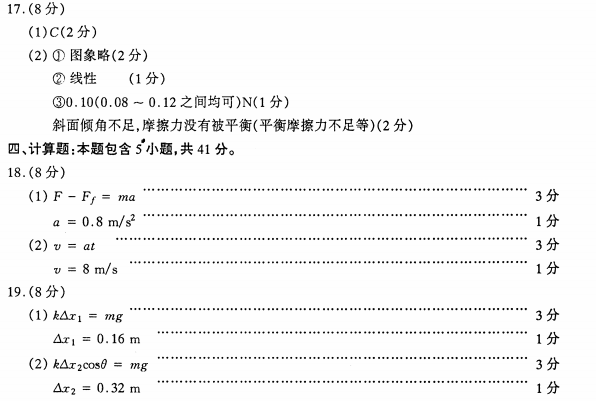 17.(8 分)
(1)C(2 分)
(2) ① 图象略(2 分)
② 线性 (1 分)
③0.10(0.08 ~ 0.12 之间均可)N(1 分)
斜面倾角不足,摩擦力没有被平衡(平衡摩擦力不足等)(2 分)
四、计算题:本题包含 5 小题,共 41 分。
18.(8 分)
(1) F − F_f = ma ………… 3 分
a = 0.8 m/s² ………… 1 分
(2) v = at ………… 3 分
v = 8 m/s ………… 1 分
19.(8 分)
(1) kΔx₁ = mg ………… 3 分
Δx₁ = 0.16 m ………… 1 分
(2) kΔx₂cosθ = mg ………… 3 分
Δx₂ = 0.32 m ………… 1 分